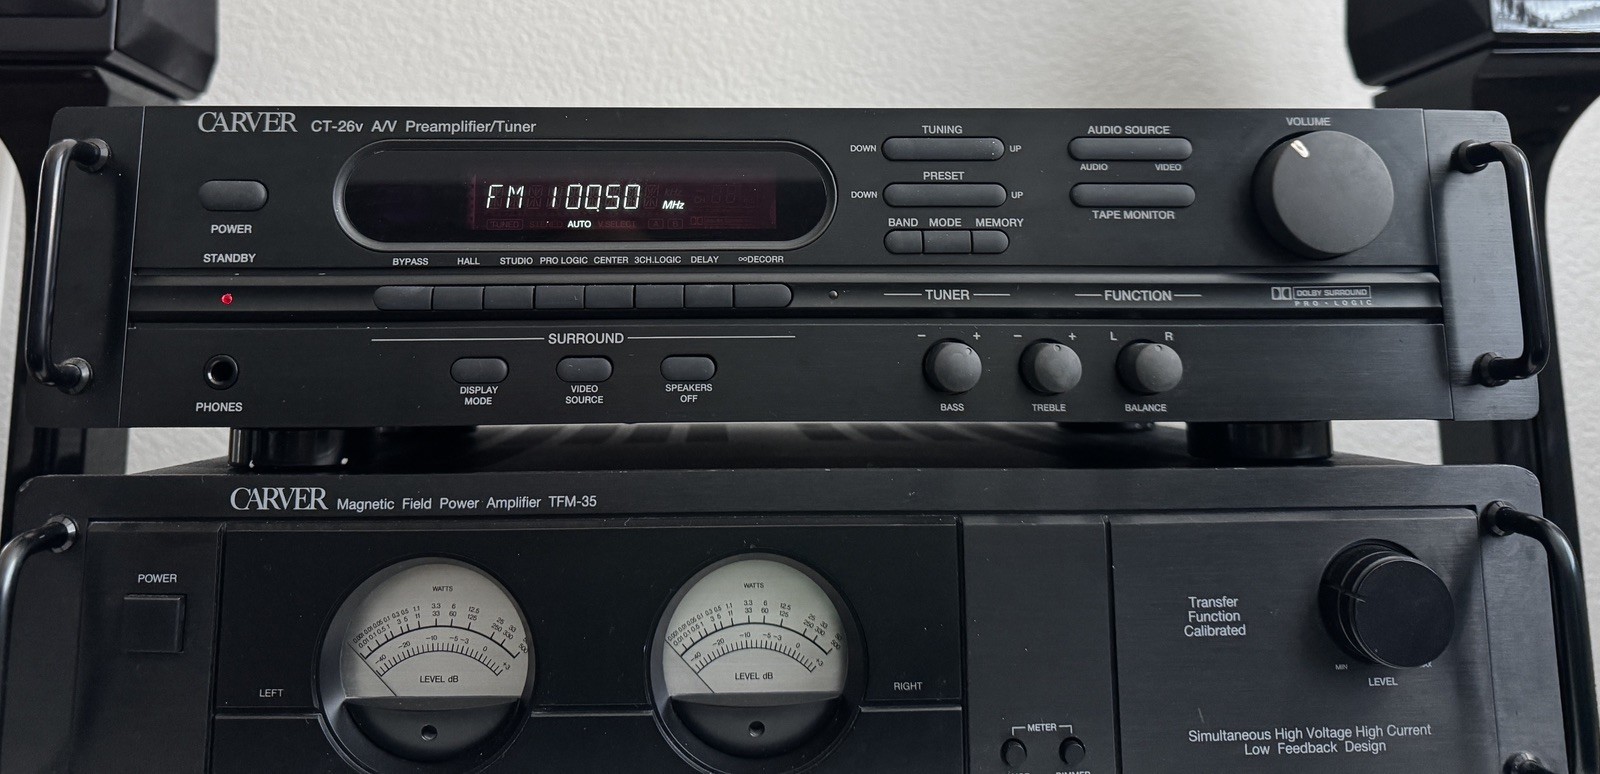 CARVER CT-26v A/V Preamplifier/Tuner
POWER
STANDBY
PHONES
FM 100.50 MHz
AUTO
BYPASS HALL STUDIO PRO LOGIC CENTER 3CH.LOGIC DELAY ∞DECORR
SURROUND
DISPLAY MODE
VIDEO SOURCE
SPEAKERS OFF
TUNING
DOWN UP
PRESET
DOWN UP
BAND MODE MEMORY
TUNER
AUDIO SOURCE
AUDIO VIDEO
TAPE MONITOR
FUNCTION
VOLUME
DOLBY SURROUND
PRO-LOGIC
- + - + L R
BASS TREBLE BALANCE
CARVER Magnetic Field Power Amplifier TFM-35
POWER
LEFT
WATTS
LEVEL dB
WATTS
LEVEL dB
RIGHT
METER
Transfer
Function
Calibrated
MIN
LEVEL
Simultaneous High Voltage High Current
Low Feedback Design